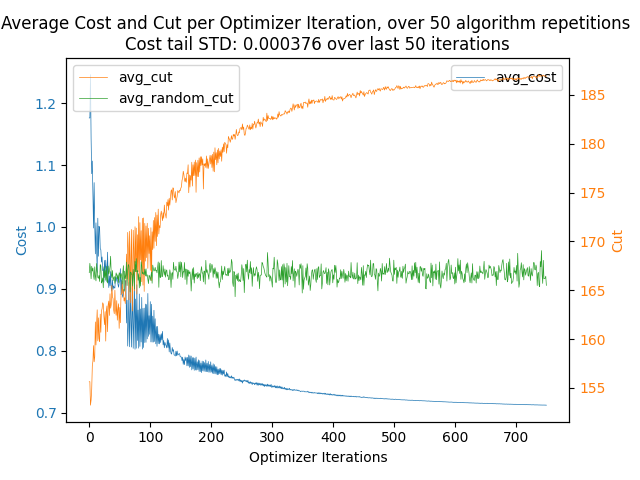 Average Cost and Cut per Optimizer Iteration, over 50 algorithm repetitions
Cost tail STD: 0.000376 over last 50 iterations
avg_cut
avg_random_cut
avg_cost
1.2
1.1
1.0
0.9
0.8
0.7
Cost
185
180
175
170
165
160
155
Cut
0 100 200 300 400 500 600 700
Optimizer Iterations